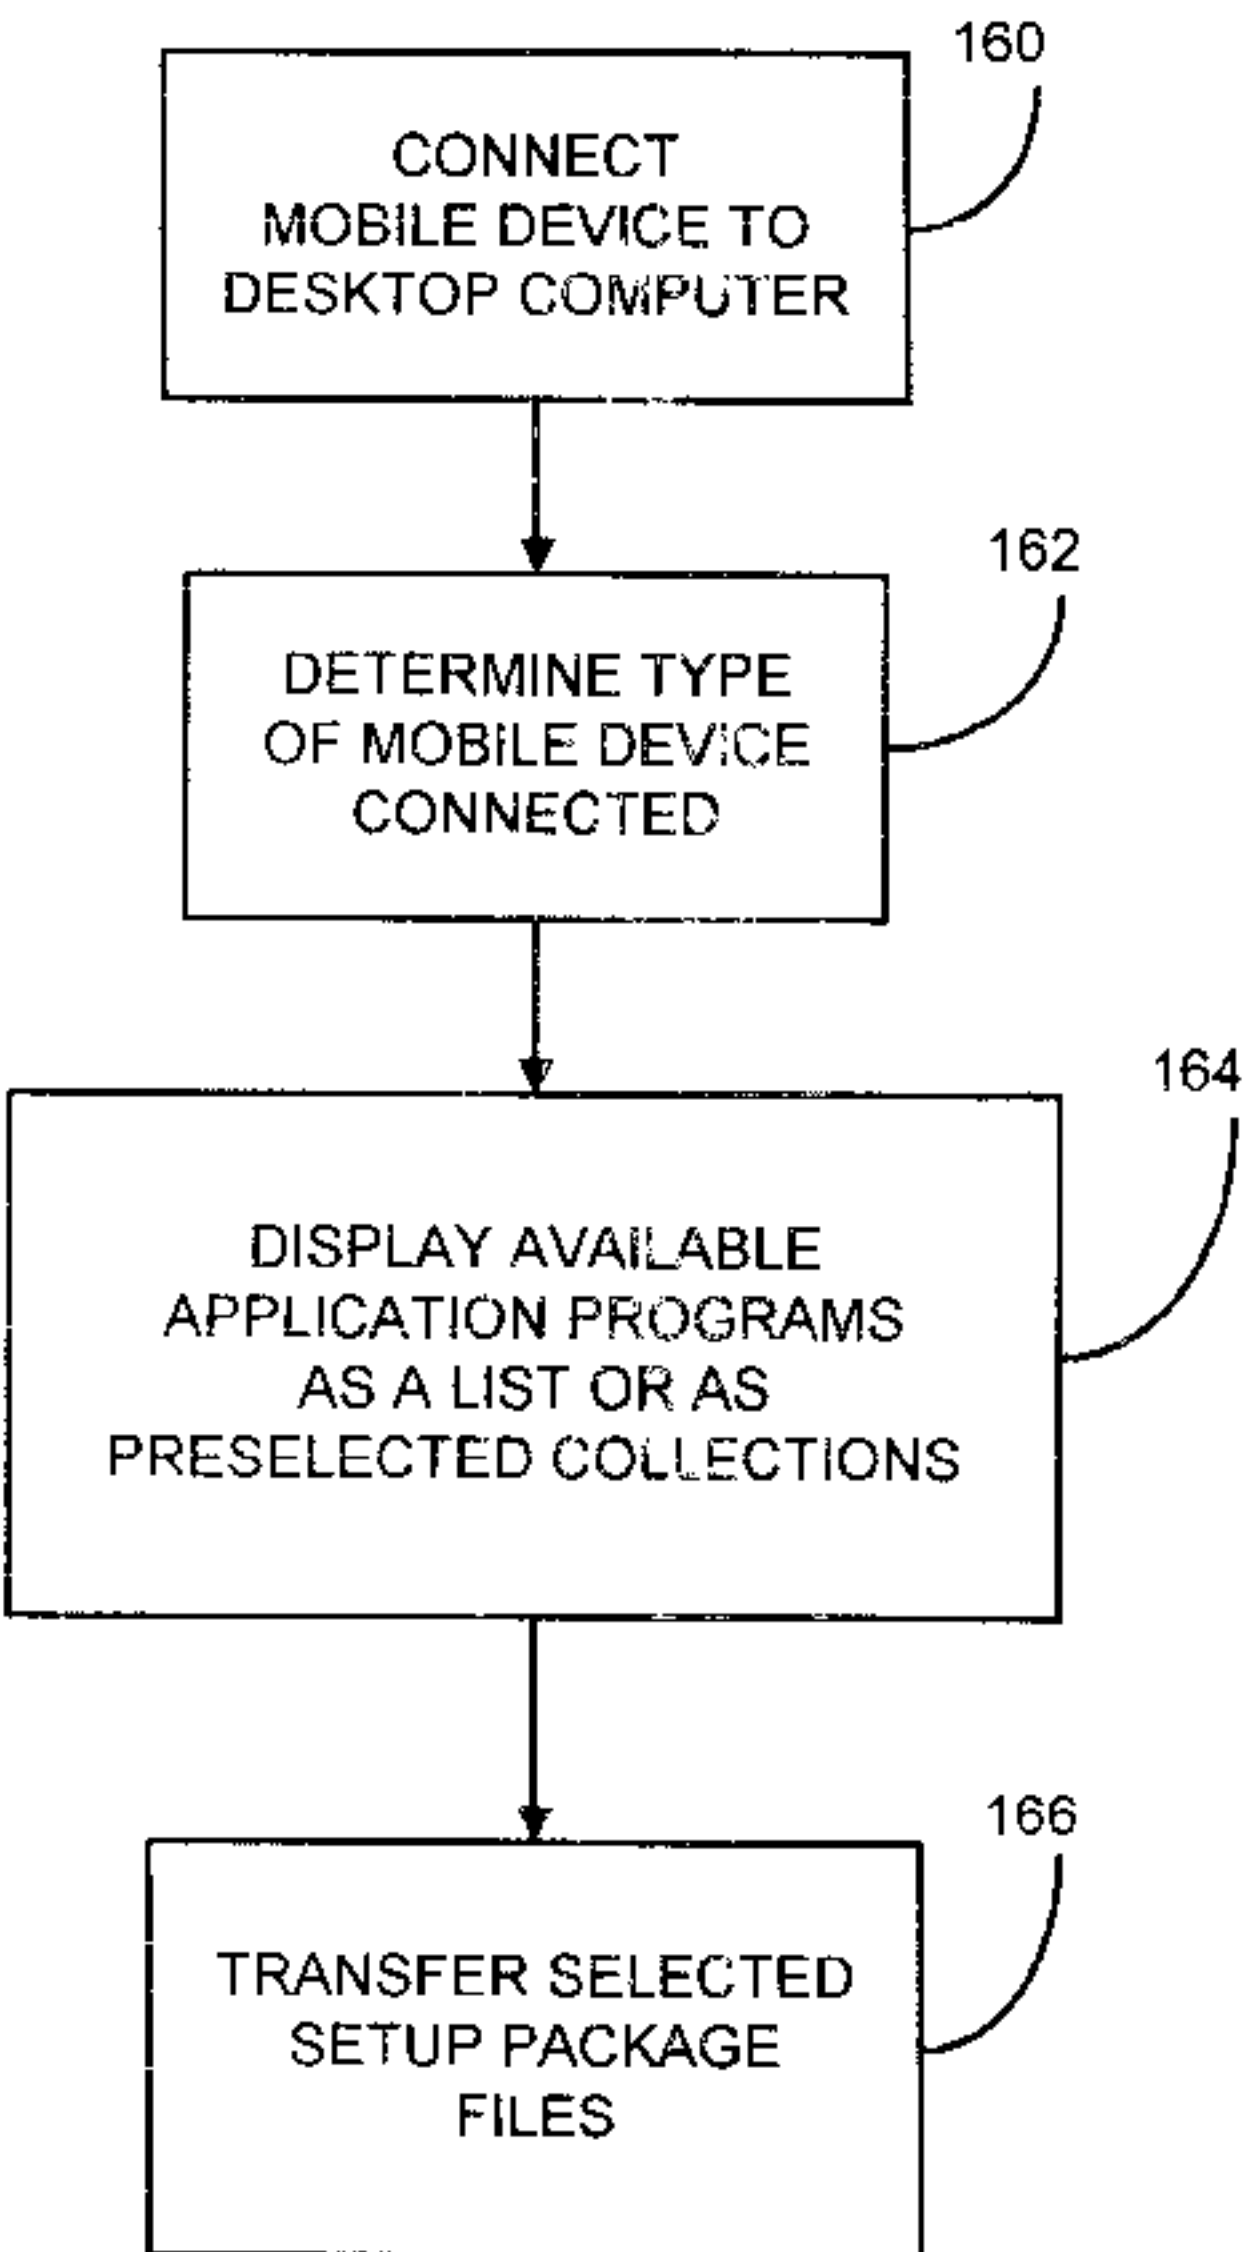 160
CONNECT
MOBILE DEVICE TO
DESKTOP COMPUTER
162
DETERMINE TYPE
OF MOBILE DEVICE
CONNECTED
164
DISPLAY AVAILABLE
APPLICATION PROGRAMS
AS A LIST OR AS
PRESELECTED COLLECTIONS
166
TRANSFER SELECTED
SETUP PACKAGE
FILES